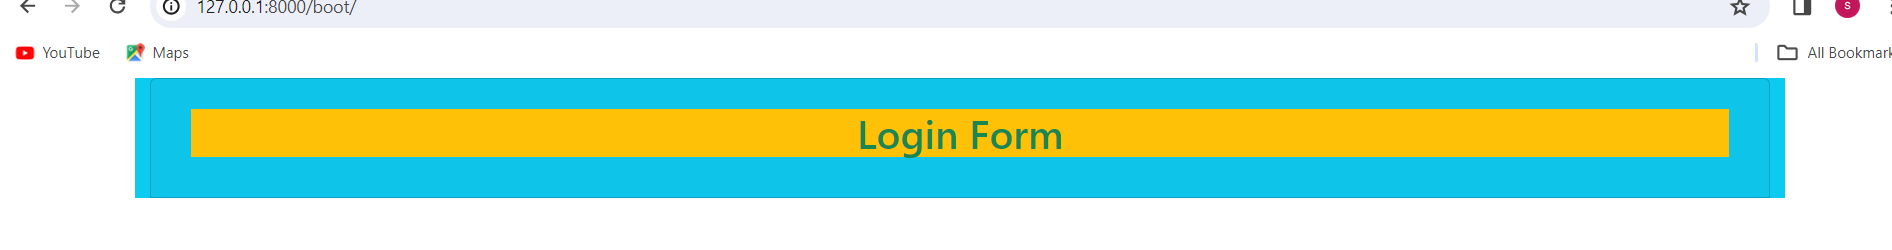 127.0.0.1:8000/boot/
S
YouTube
Maps
All Bookmark
Login Form